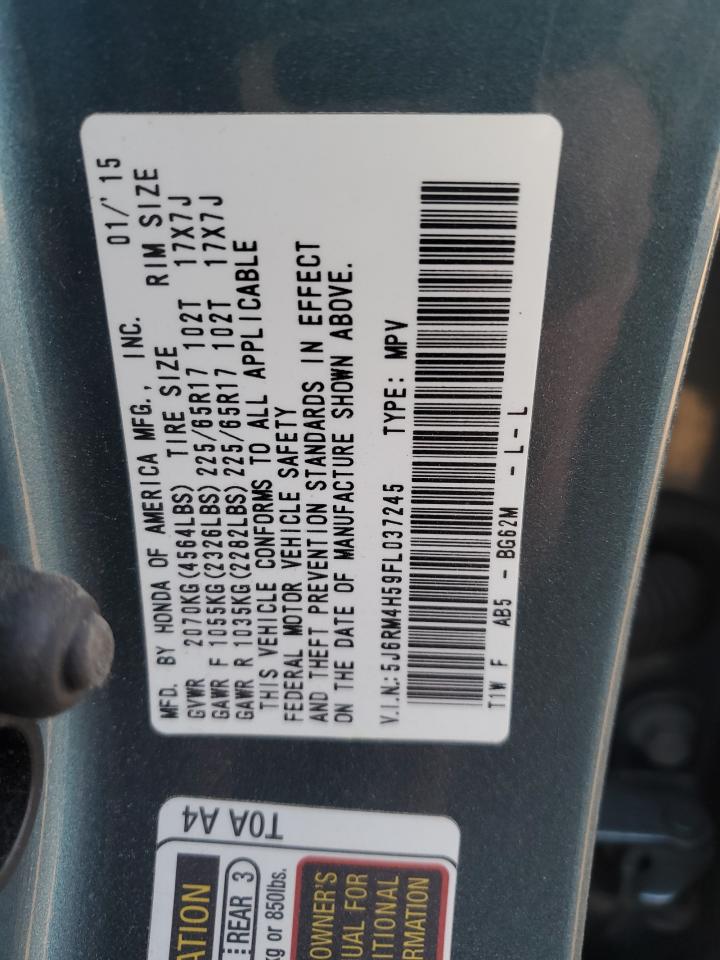 MFD. BY HONDA OF AMERICA MFG., INC. 01/'15
GVWR 2070KG(4564LBS) TIRE SIZE RIM SIZE
GAWR F 1055KG(2326LBS) 225/65R17 102T 17X7J
GAWR R 1035KG(2282LBS) 225/65R17 102T 17X7J
THIS VEHICLE CONFORMS TO ALL APPLICABLE
FEDERAL MOTOR VEHICLE SAFETY
AND THEFT PREVENTION STANDARDS IN EFFECT
ON THE DATE OF MANUFACTURE SHOWN ABOVE.
V.I.N.: 5J6RM4H59FL037245 TYPE: MPV
T1W F AB5 - BG62M - L - L
T0A A4
ATION
REAR 3
kg or 850lbs.
OWNER'S
UAL FOR
ITIONAL
RMATION